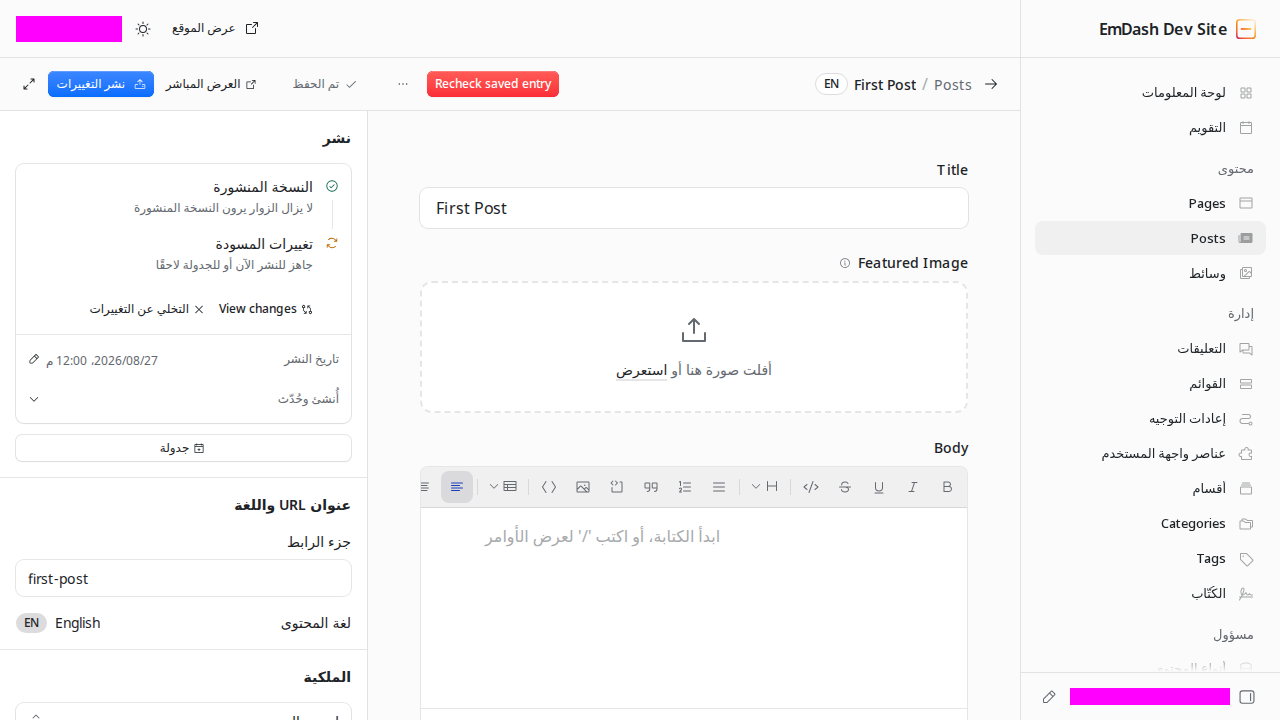 EmDash Dev Site
عرض الموقع
لوحة المعلومات
التقويم
محتوى
Pages
Posts
وسائط
إدارة
التعليقات
القوائم
إعادات التوجيه
عناصر واجهة المستخدم
أقسام
Categories
Tags
الكُتّاب
مسؤول
أنواع المحتوى
Posts / First Post EN
Recheck saved entry
...
تم الحفظ
العرض المباشر
نشر التغييرات
Title
First Post
Featured Image
أفلت صورة هنا أو استعرض
Body
ابدأ الكتابة، أو اكتب '/' لعرض الأوامر
نشر
النسخة المنشورة
لا يزال الزوار يرون النسخة المنشورة
تغييرات المسودة
جاهز للنشر الآن أو للجدولة لاحقًا
View changes
التخلي عن التغييرات
تاريخ النشر
27‏/08‏/2026، 12:00 م
أُنشئ وحُدّث
جدولة
عنوان URL واللغة
جزء الرابط
first-post
لغة المحتوى
English EN
الملكية